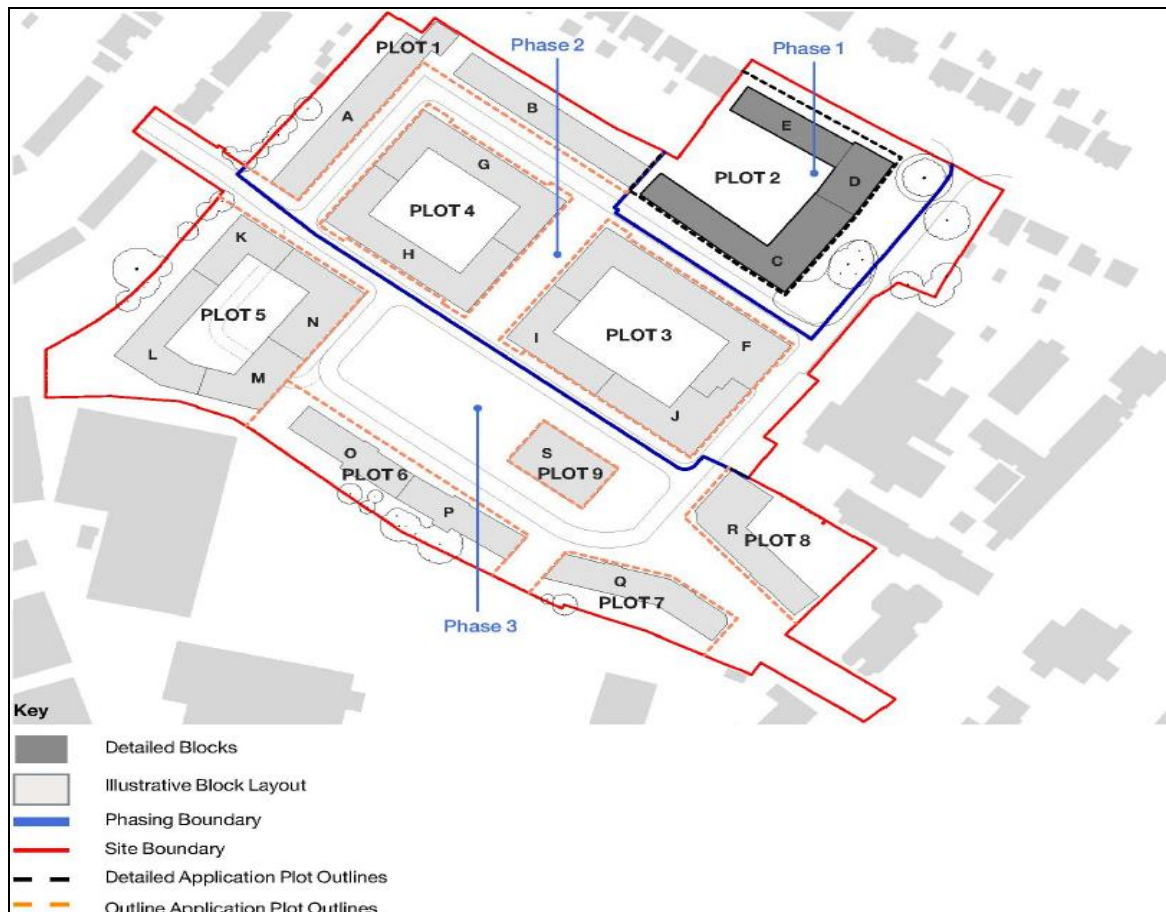 PLOT 1
Phase 2
Phase 1
A
B
E
G
PLOT 2
D
PLOT 4
C
H
K
PLOT 5
N
I
PLOT 3
F
L
M
J
O
S
PLOT 6
PLOT 9
P
R
PLOT 8
Q
PLOT 7
Phase 3
Key
Detailed Blocks
Illustrative Block Layout
Phasing Boundary
Site Boundary
Detailed Application Plot Outlines
Outline Application Plot Outlines